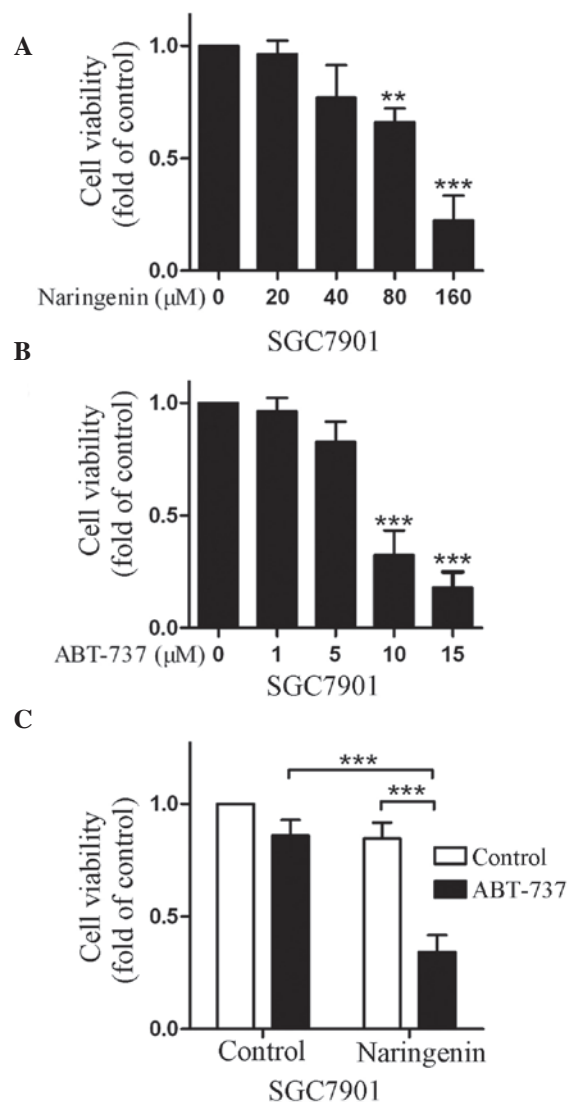 A
Cell viability
(fold of control)
1.0
0.5
0.0
**
***
Naringenin (μM) 0 20 40 80 160
SGC7901
B
Cell viability
(fold of control)
1.0
0.5
0.0
***
***
ABT-737 (μM) 0 1 5 10 15
SGC7901
C
Cell viability
(fold of control)
1.0
0.5
0.0
***
***
Control
ABT-737
Control Naringenin
SGC7901